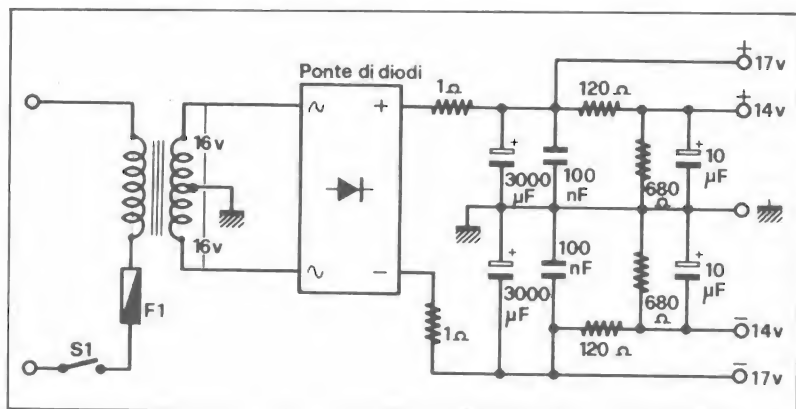 Ponte di diodi
+
17v
1Ω
120 Ω
+
14v
16v
~
+
+
3000
µF
100
nF
680
Ω
+
10
µF
16v
~
−
+
3000
µF
100
nF
680
Ω
+
10
µF
F1
S1
1Ω
120 Ω
−
14v
−
17v